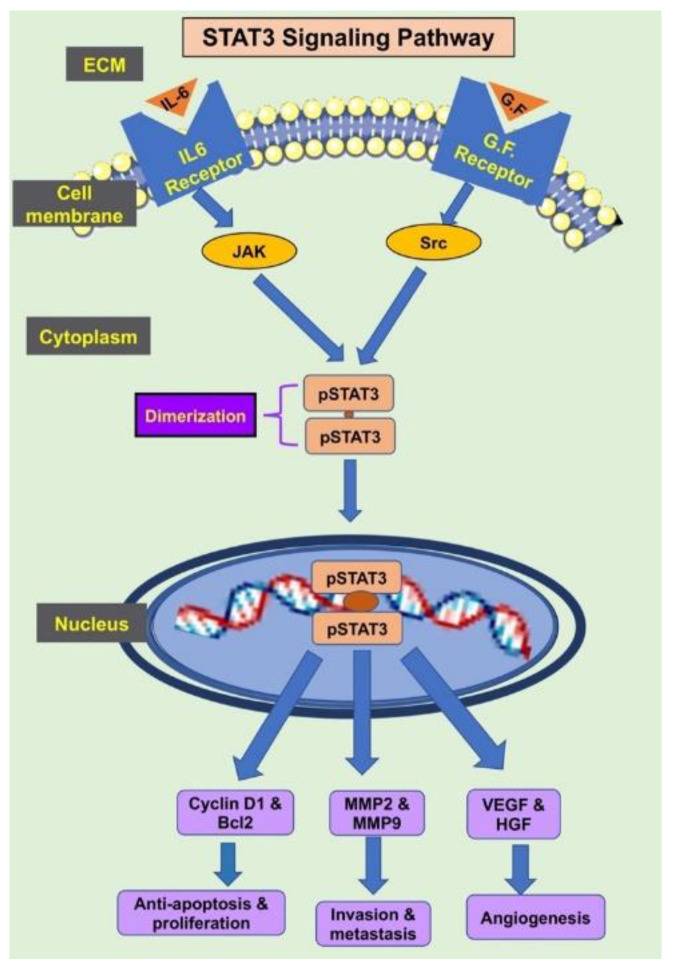 STAT3 Signaling Pathway
ECM
IL-6
G.F
IL6
Receptor
G.F.
Receptor
Cell
membrane
JAK
Src
Cytoplasm
pSTAT3
Dimerization
pSTAT3
pSTAT3
Nucleus
pSTAT3
Cyclin D1 &
Bcl2
MMP2 &
MMP9
VEGF &
HGF
Anti-apoptosis &
proliferation
Invasion &
metastasis
Angiogenesis